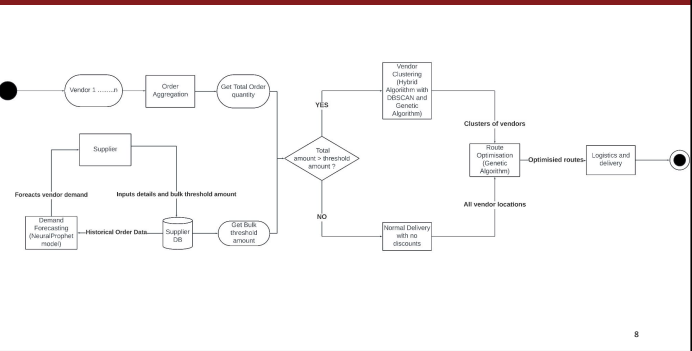 Vendor 1 ........n
Order
Aggregation
Get Total Order
quantity
Vendor
Clustering
(Hybrid
Algorithm with
DBSCAN and
Genetic
Algorithm)
YES
Clusters of vendors
Supplier
Total
amount > threshold
amount ?
Route
Optimisation
(Genetic
Algorithm)
Optimisied routes
Logistics and
delivery
Foreacts vendor demand
Inputs details and bulk threshold amount
All vendor locations
NO
Demand
Forecasting
(NeuralProphet
model)
Historical Order Data
Supplier
DB
Get Bulk
threshold
amount
Normal Delivery
with no
discounts
8